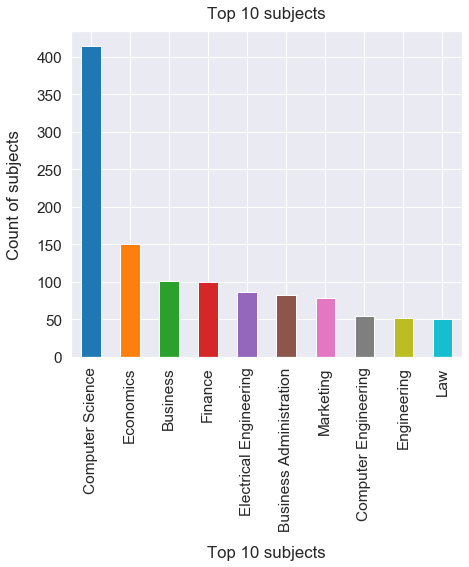 Top 10 subjects
Count of subjects
400
350
300
250
200
150
100
50
0
Computer Science
Economics
Business
Finance
Electrical Engineering
Business Administration
Marketing
Computer Engineering
Engineering
Law
Top 10 subjects